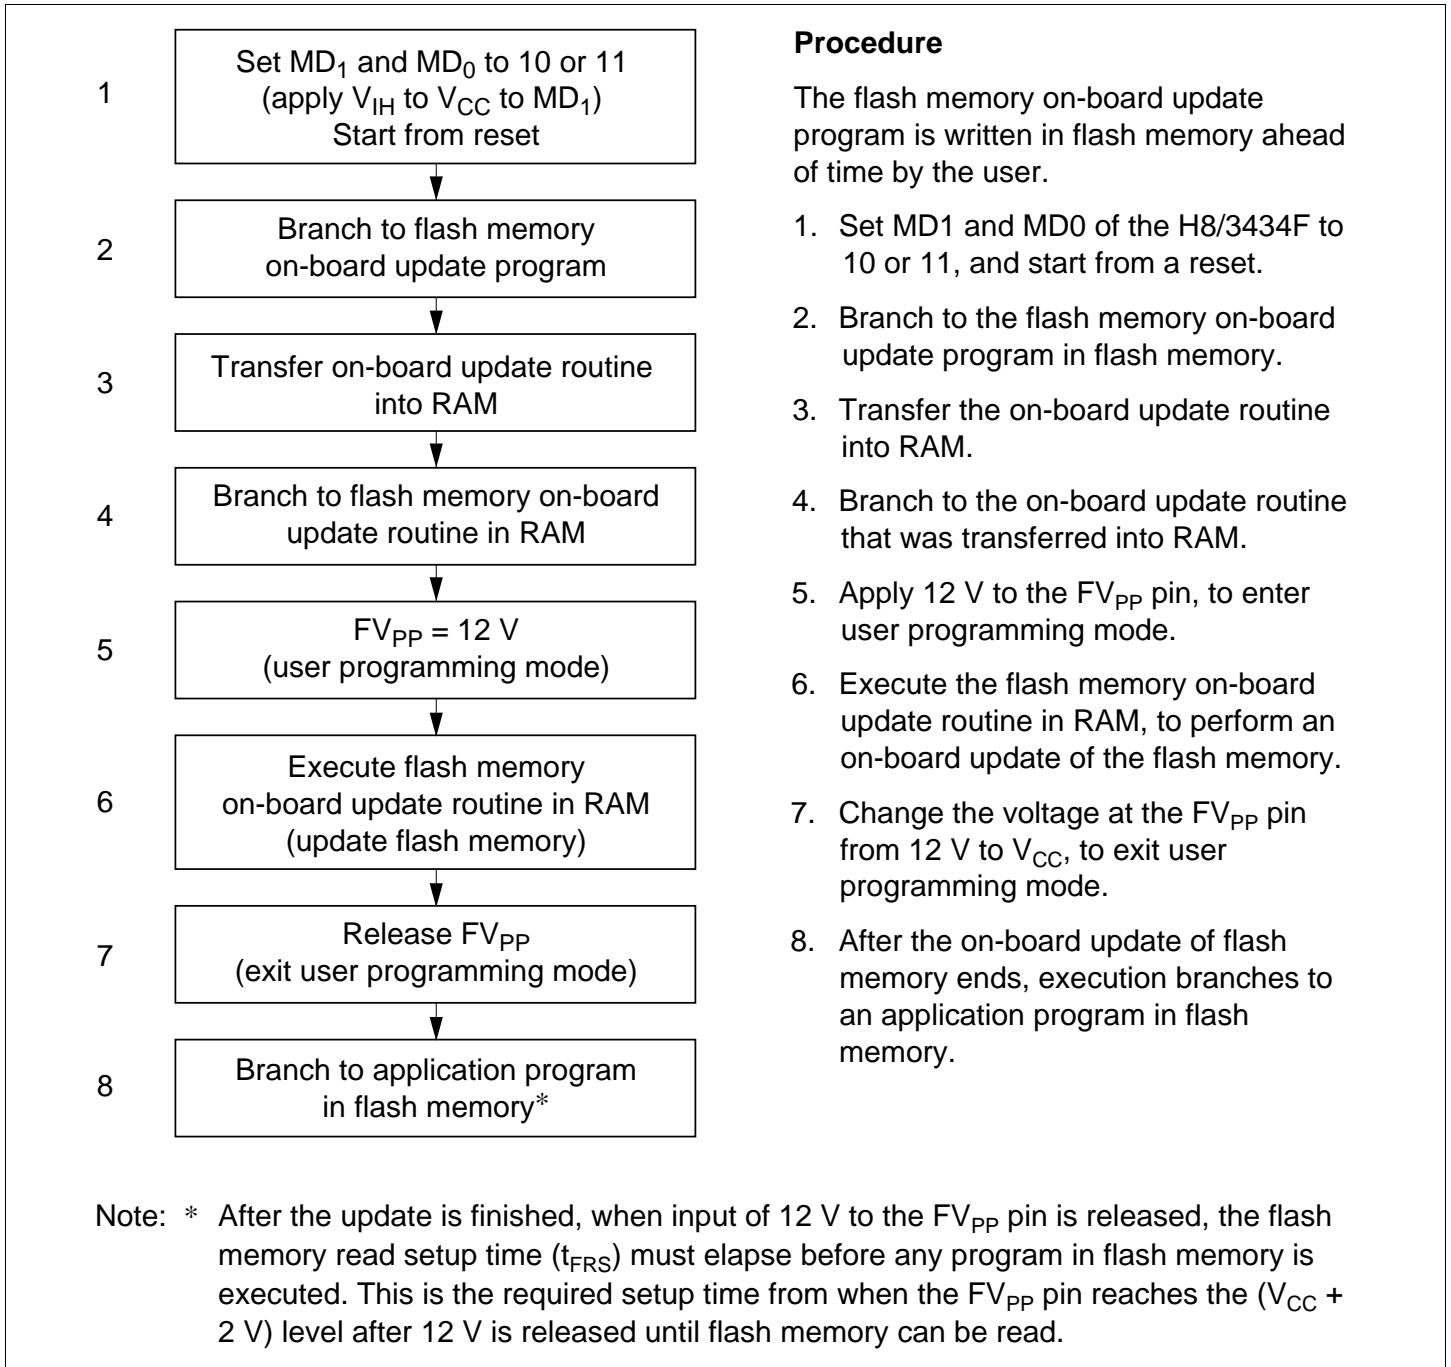 1
Set MD1 and MD0 to 10 or 11
(apply VIH to VCC to MD1)
Start from reset
2
Branch to flash memory
on-board update program
3
Transfer on-board update routine
into RAM
4
Branch to flash memory on-board
update routine in RAM
5
FVPP = 12 V
(user programming mode)
6
Execute flash memory
on-board update routine in RAM
(update flash memory)
7
Release FVPP
(exit user programming mode)
8
Branch to application program
in flash memory*
Procedure
The flash memory on-board update
program is written in flash memory ahead
of time by the user.
1. Set MD1 and MD0 of the H8/3434F to
10 or 11, and start from a reset.
2. Branch to the flash memory on-board
update program in flash memory.
3. Transfer the on-board update routine
into RAM.
4. Branch to the on-board update routine
that was transferred into RAM.
5. Apply 12 V to the FVPP pin, to enter
user programming mode.
6. Execute the flash memory on-board
update routine in RAM, to perform an
on-board update of the flash memory.
7. Change the voltage at the FVPP pin
from 12 V to VCC, to exit user
programming mode.
8. After the on-board update of flash
memory ends, execution branches to
an application program in flash
memory.
Note: * After the update is finished, when input of 12 V to the FVPP pin is released, the flash
memory read setup time (tFRS) must elapse before any program in flash memory is
executed. This is the required setup time from when the FVPP pin reaches the (VCC +
2 V) level after 12 V is released until flash memory can be read.